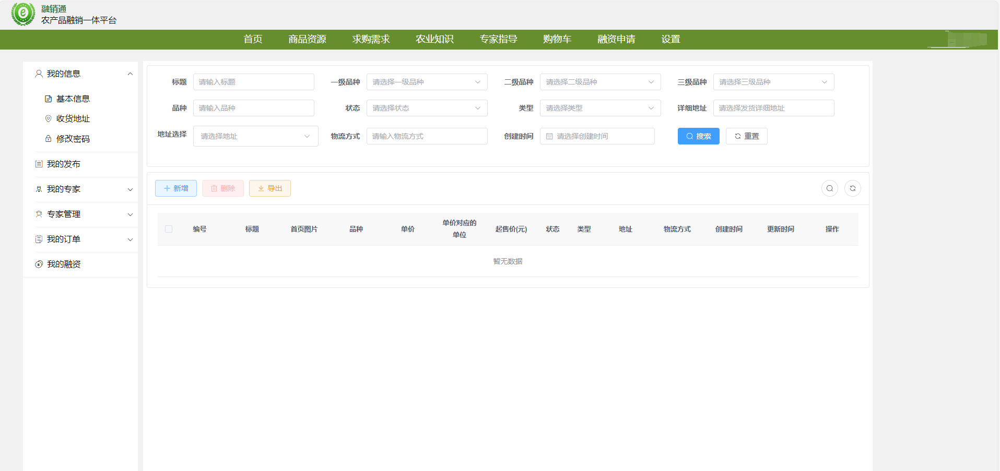 融销通
农产品融销一体平台
首页 商品资源 求购需求 农业知识 专家指导 购物车 融资申请 设置
我的信息
基本信息
收货地址
修改密码
我的发布
我的专家
专家管理
我的订单
我的融资
标题 请输入标题 一级品种 请选择一级品种 二级品种 请选择二级品种 三级品种 请选择三级品种
品种 请输入品种 状态 请选择状态 类型 请选择类型 详细地址 请选择发货详细地址
地址选择 请选择地址 物流方式 请输入物流方式 创建时间 请选择创建时间 搜索 重置
新增 删除 导出
编号 标题 首页图片 品种 单价 单价对应的单位 起售价(元) 状态 类型 地址 物流方式 创建时间 更新时间 操作
暂无数据